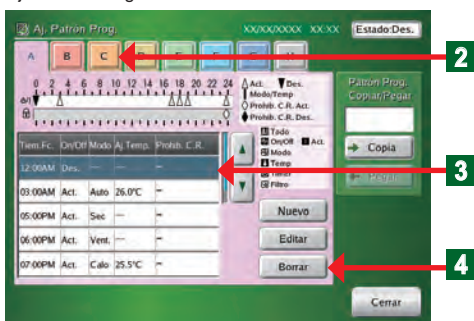 Aj. Patrón Prog.
XX/XX/XXXX XX:XX
Estado:Des.
A B C D E F G H
0 2 4 6 8 10 12 14 16 18 20 22 24
Act. Des.
Modo/Temp
Prohib. C.R. Act.
Prohib. C.R. Des.
Todo
On/Off Act.
Modo
Temp
Timer
Filtro
Patrón Prog.
Copiar/Pegar
Copia
Pegar
Tiem.Fc. On/Off Modo Aj.Temp. Prohib. C.R.
12:00AM Des. — — –
03:00AM Act. Auto 26.0ºC –
05:00PM Act. Sec — –
06:00PM Act. Vent. — –
07:00PM Act. Calo 25.5ºC –
Nuevo
Editar
Borrar
Cerrar
2
3
4